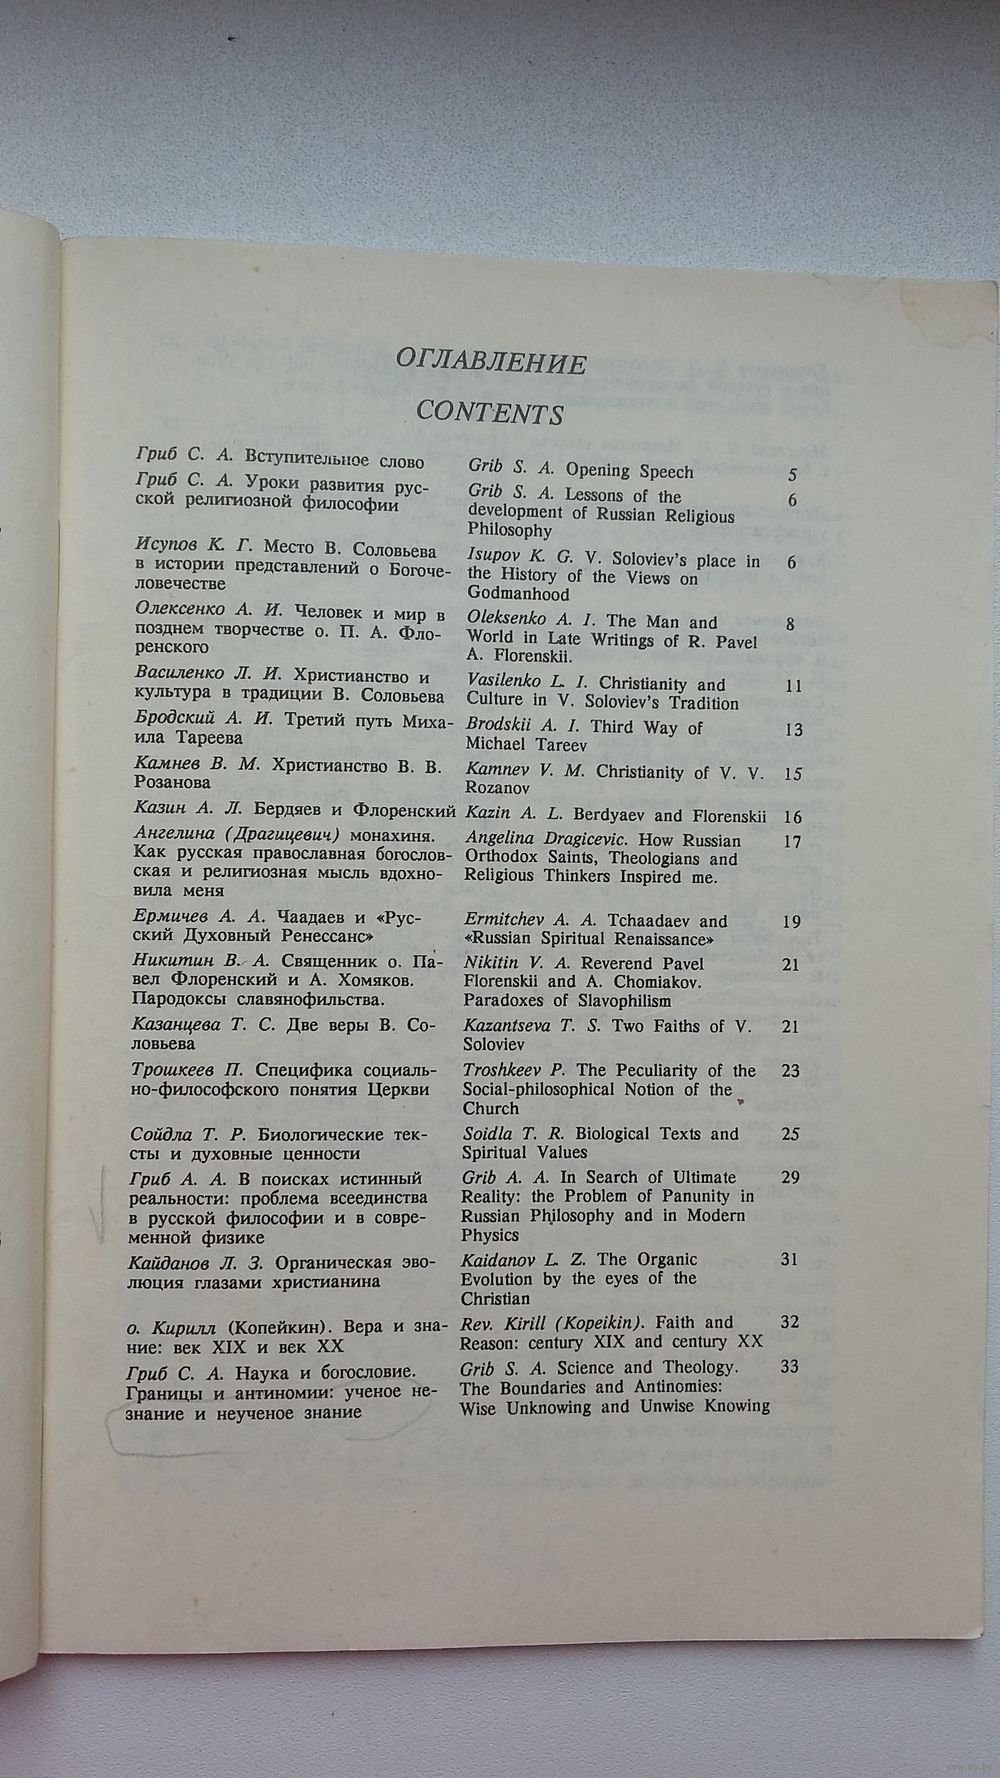 ОГЛАВЛЕНИЕ
CONTENTS
Гриб С. А. Вступительное слово
Grib S. A. Opening Speech 5
Гриб С. А. Уроки развития рус-
ской религиозной философии
Grib S. A. Lessons of the 6
development of Russian Religious
Philosophy
Исупов К. Г. Место В. Соловьева
в истории представлений о Богоче-
ловечестве
Isupov K. G. V. Soloviev's place in 6
the History of the Views on
Godmanhood
Олексенко А. И. Человек и мир в
позднем творчестве о. П. А. Фло-
ренского
Oleksenko A. I. The Man and 8
World in Late Writings of R. Pavel
A. Florenskii.
Василенко Л. И. Христианство и
культура в традиции В. Соловьева
Vasilenko L. I. Christianity and 11
Culture in V. Soloviev's Tradition
Бродский А. И. Третий путь Миха-
ила Тареева
Brodskii A. I. Third Way of 13
Michael Tareev
Камнев В. М. Христианство В. В.
Розанова
Kamnev V. M. Christianity of V. V. 15
Rozanov
Казин А. Л. Бердяев и Флоренский
Kazin A. L. Berdyaev and Florenskii 16
Ангелина (Драгицевич) монахиня.
Как русская православная богослов-
ская и религиозная мысль вдохно-
вила меня
Angelina Dragicevic. How Russian 17
Orthodox Saints, Theologians and
Religious Thinkers Inspired me.
Ермичев А. А. Чаадаев и «Рус-
ский Духовный Ренессанс»
Ermitchev A. A. Tchaadaev and 19
«Russian Spiritual Renaissance»
Никитин В. А. Священник о. Па-
вел Флоренский и А. Хомяков.
Пародоксы славянофильства.
Nikitin V. A. Reverend Pavel 21
Florenskii and A. Chomiakov.
Paradoxes of Slavophilism
Казанцева Т. С. Две веры В. Со-
ловьева
Kazantseva T. S. Two Faiths of V. 21
Soloviev
Трошкеев П. Специфика социаль-
но-философского понятия Церкви
Troshkeev P. The Peculiarity of the 23
Social-philosophical Notion of the
Church
Сойдла Т. Р. Биологические тек-
сты и духовные ценности
Soidla T. R. Biological Texts and 25
Spiritual Values
Гриб А. А. В поисках истинный
реальности: проблема всеединства
в русской философии и в совре-
менной физике
Grib A. A. In Search of Ultimate 29
Reality: the Problem of Panunity in
Russian Philosophy and in Modern
Physics
Кайданов Л. З. Органическая эво-
люция глазами христианина
Kaidanov L. Z. The Organic 31
Evolution by the eyes of the
Christian
о. Кирилл (Копейкин). Вера и зна-
ние: век XIX и век XX
Rev. Kirill (Kopeikin). Faith and 32
Reason: century XIX and century XX
Гриб С. А. Наука и богословие.
Границы и антиномии: ученое не-
знание и неученое знание
Grib S. A. Science and Theology. 33
The Boundaries and Antinomies:
Wise Unknowing and Unwise Knowing
www.ay.by